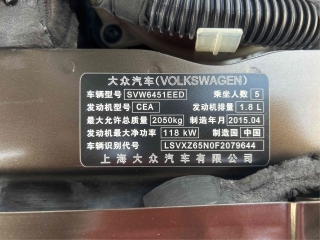 大众汽车(VOLKSWAGEN)
车辆型号 SVW6451EED 乘坐人数 5
发动机型号 CEA 发动机排量 1.8 L
最大允许总质量 2050kg 制造年月 2015.04
发动机最大净功率 118 kW 制造国 中国
车辆识别代号 LSVXZ65N0F2079644
上海大众汽车有限公司